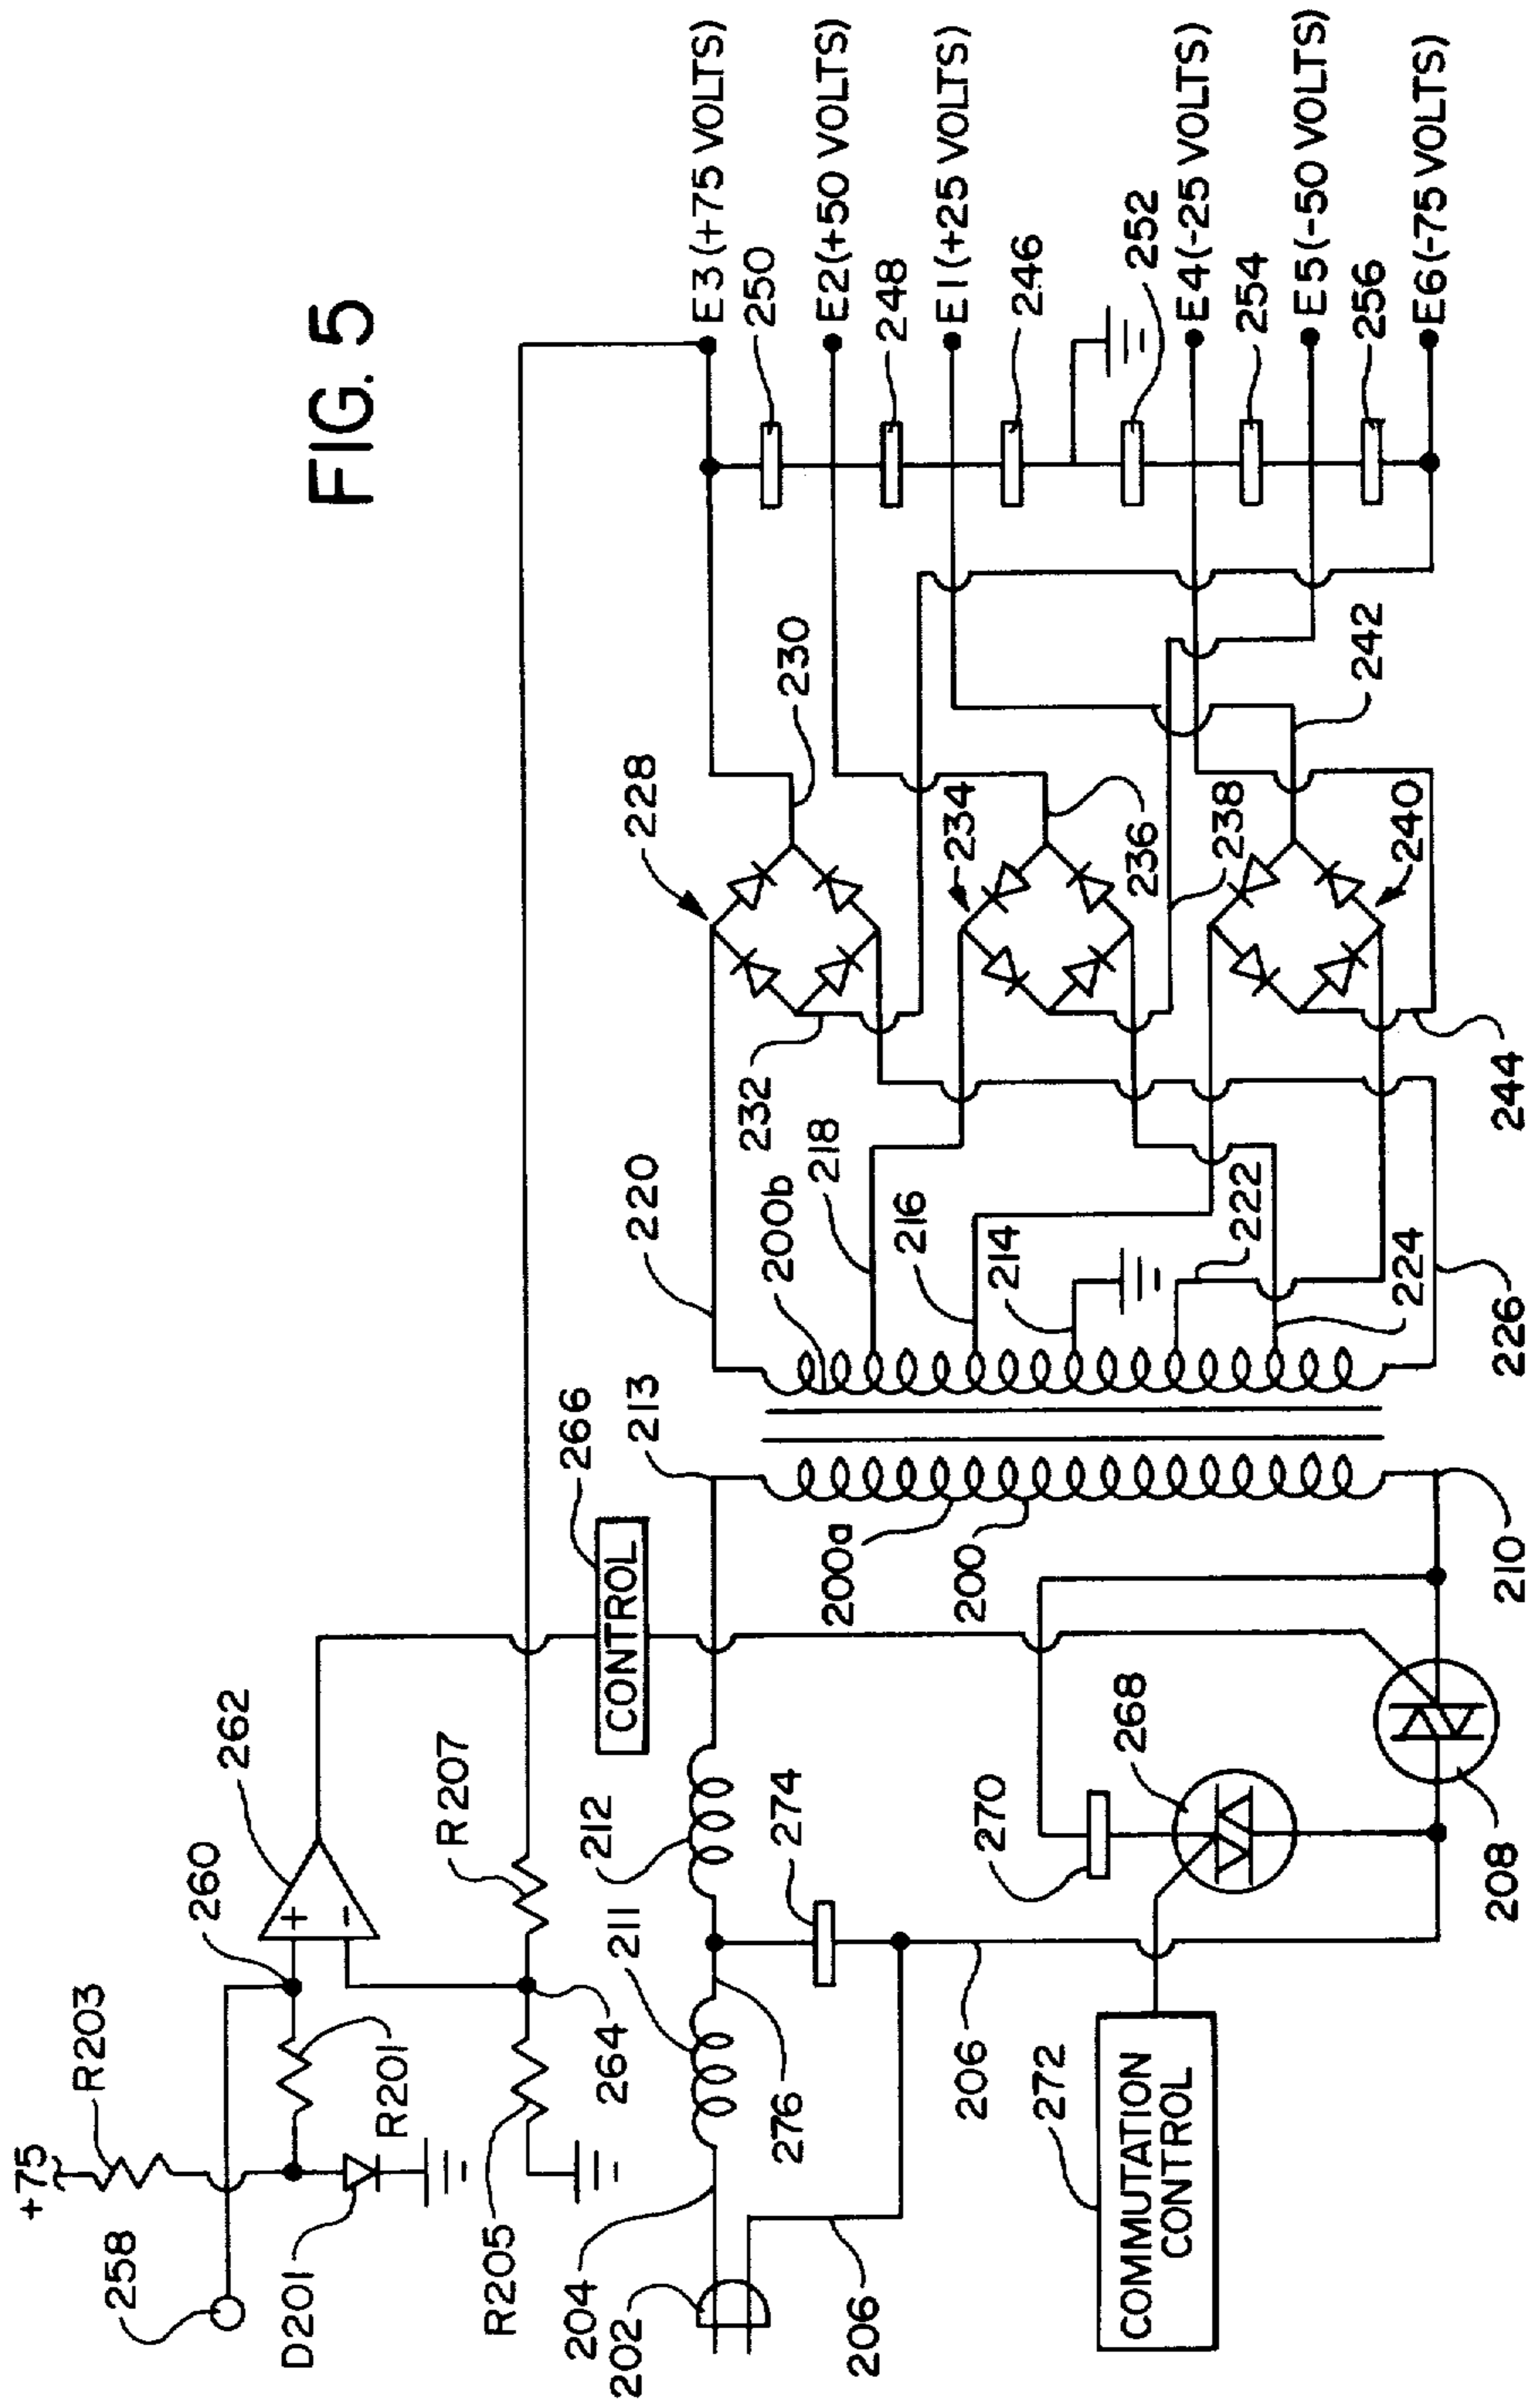 FIG. 5
+75
R203
258
D201
R201
260
262
R205
264
R207
266
CONTROL
213
220
228
230
E3 (+75 VOLTS)
250
E2 (+50 VOLTS)
248
E1 (+25 VOLTS)
246
252
E4 (-25 VOLTS)
254
E5 (-50 VOLTS)
256
E6 (-75 VOLTS)
202
204
206
211
276
212
274
206
270
268
272
COMMUTATION
CONTROL
208
210
200a
200
200b
218
216
214
222
224
226
232
234
236
238
240
242
244